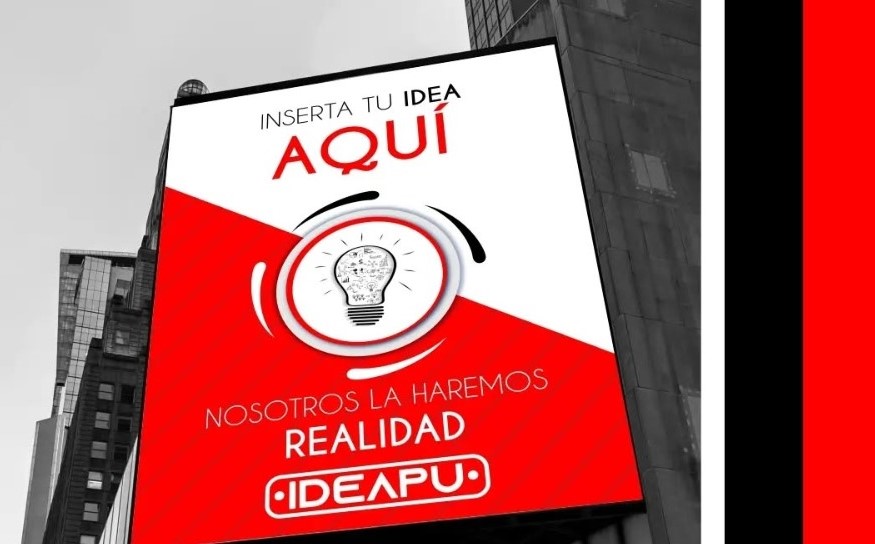 INSERTA TU IDEA
AQUÍ
NOSOTROS LA HAREMOS
REALIDAD
·IDEAPU·